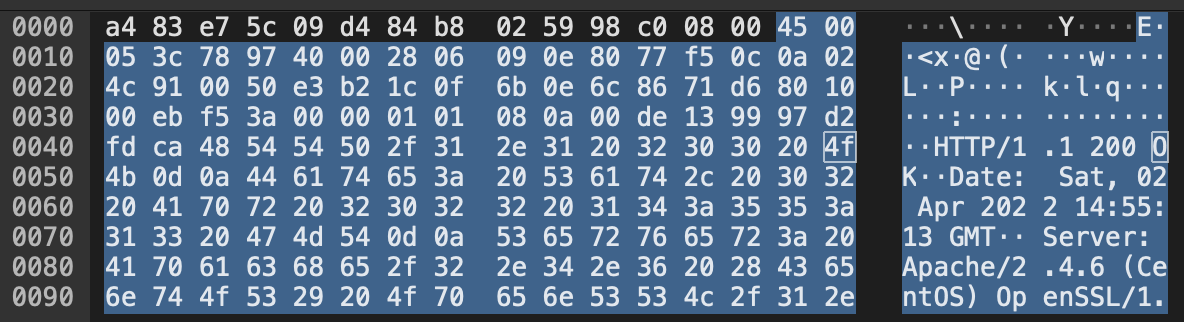 0000 a4 83 e7 5c 09 d4 84 b8 02 59 98 c0 08 00 45 00 ···\···· ·Y····E·
0010 05 3c 78 97 40 00 28 06 09 0e 80 77 f5 0c 0a 02 ·<x·@·(· ···w····
0020 4c 91 00 50 e3 b2 1c 0f 6b 0e 6c 86 71 d6 80 10 L··P···· k·l·q···
0030 00 eb f5 3a 00 00 01 01 08 0a 00 de 13 99 97 d2 ···:···· ········
0040 fd ca 48 54 54 50 2f 31 2e 31 20 32 30 30 20 4f ··HTTP/1 .1 200 O
0050 4b 0d 0a 44 61 74 65 3a 20 53 61 74 2c 20 30 32 K··Date: Sat, 02
0060 20 41 70 72 20 32 30 32 32 20 31 34 3a 35 35 3a Apr 202 2 14:55:
0070 31 33 20 47 4d 54 0d 0a 53 65 72 76 65 72 3a 20 13 GMT·· Server:
0080 41 70 61 63 68 65 2f 32 2e 34 2e 36 20 28 43 65 Apache/2 .4.6 (Ce
0090 6e 74 4f 53 29 20 4f 70 65 6e 53 53 4c 2f 31 2e ntOS) Op enSSL/1.